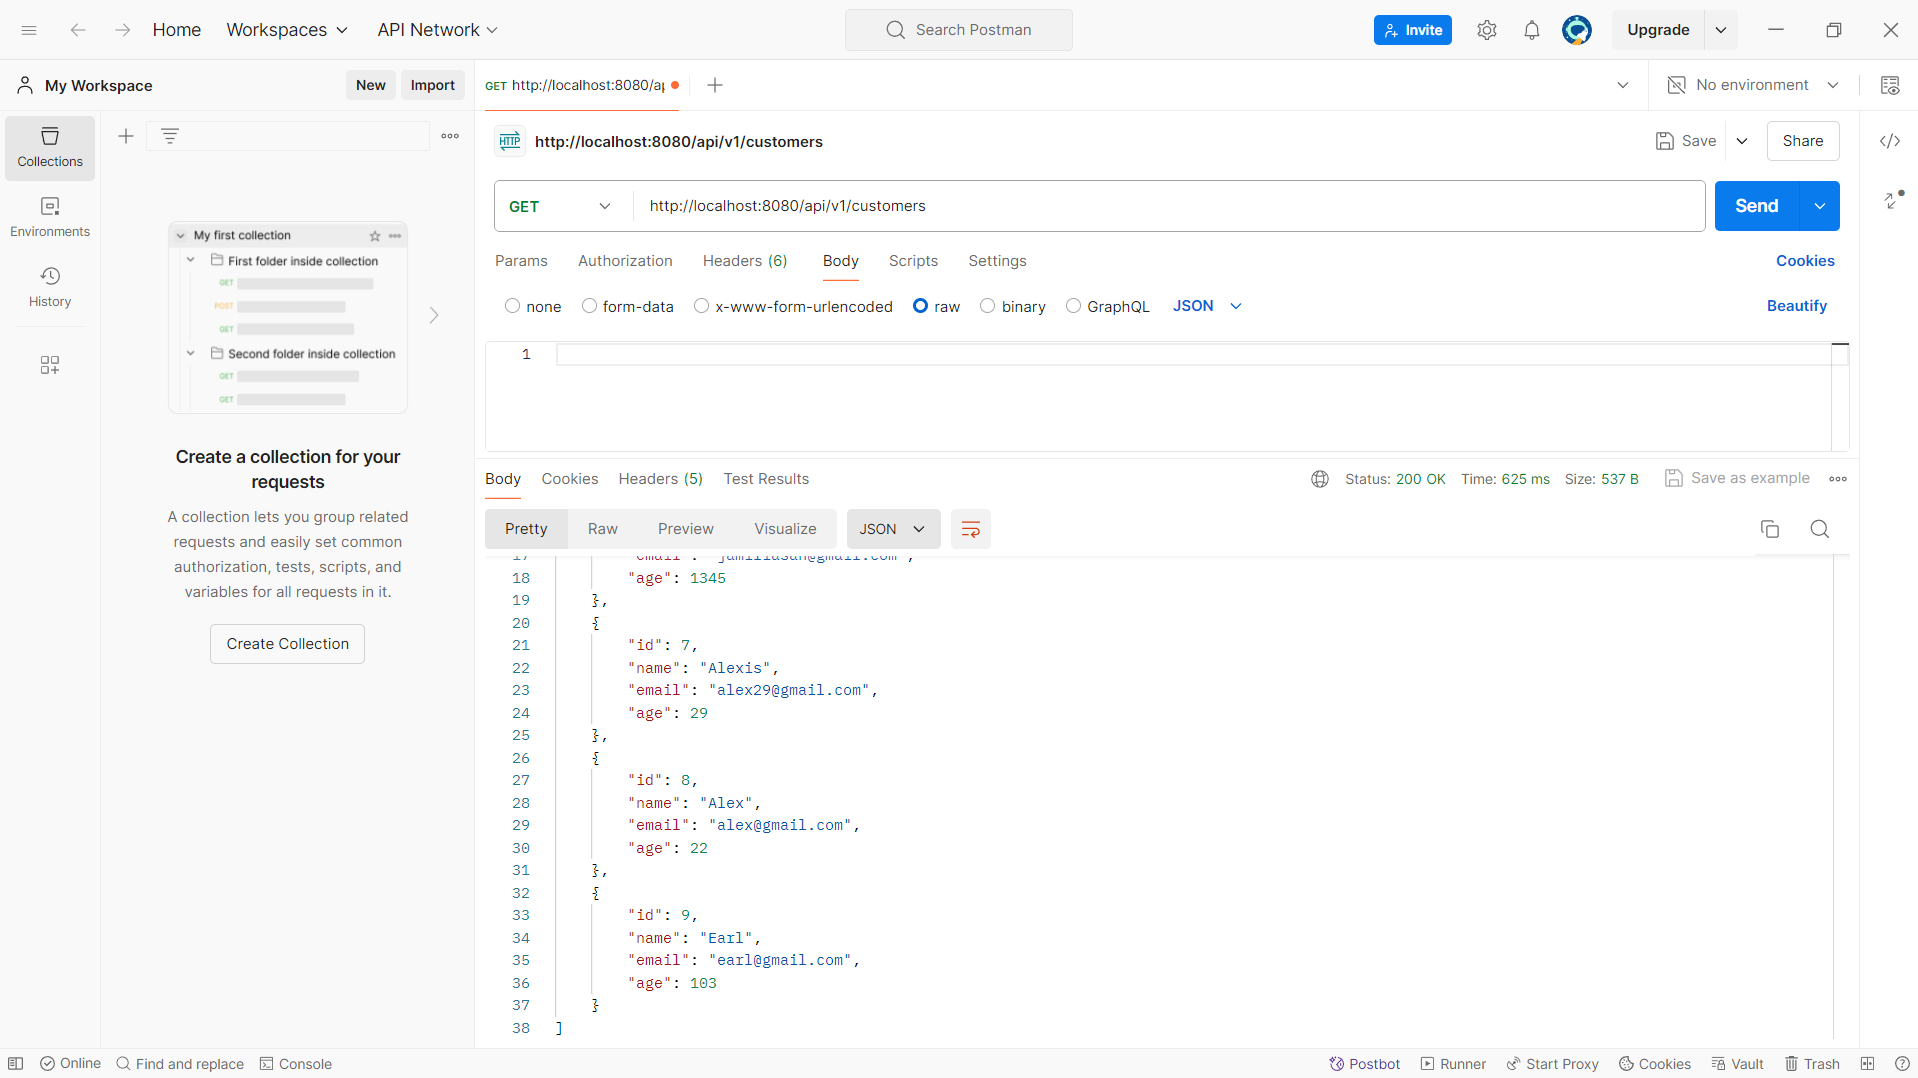 Home Workspaces API Network Search Postman Invite Upgrade
My Workspace New Import GET http://localhost:8080/ap No environment
HTTP http://localhost:8080/api/v1/customers Save Share
Collections
Environments
History
My first collection
First folder inside collection
GET
POST
GET
Second folder inside collection
GET
GET
Create a collection for your
requests
A collection lets you group related
requests and easily set common
authorization, tests, scripts, and
variables for all requests in it.
Create Collection
GET http://localhost:8080/api/v1/customers Send
Params Authorization Headers (6) Body Scripts Settings Cookies
none form-data x-www-form-urlencoded raw binary GraphQL JSON Beautify
1
Body Cookies Headers (5) Test Results Status: 200 OK Time: 625 ms Size: 537 B Save as example
Pretty Raw Preview Visualize JSON
18 "age": 1345
19 },
20 {
21 "id": 7,
22 "name": "Alexis",
23 "email": "alex29@gmail.com",
24 "age": 29
25 },
26 {
27 "id": 8,
28 "name": "Alex",
29 "email": "alex@gmail.com",
30 "age": 22
31 },
32 {
33 "id": 9,
34 "name": "Earl",
35 "email": "earl@gmail.com",
36 "age": 103
37 }
38 ]
Online Find and replace Console Postbot Runner Start Proxy Cookies Vault Trash